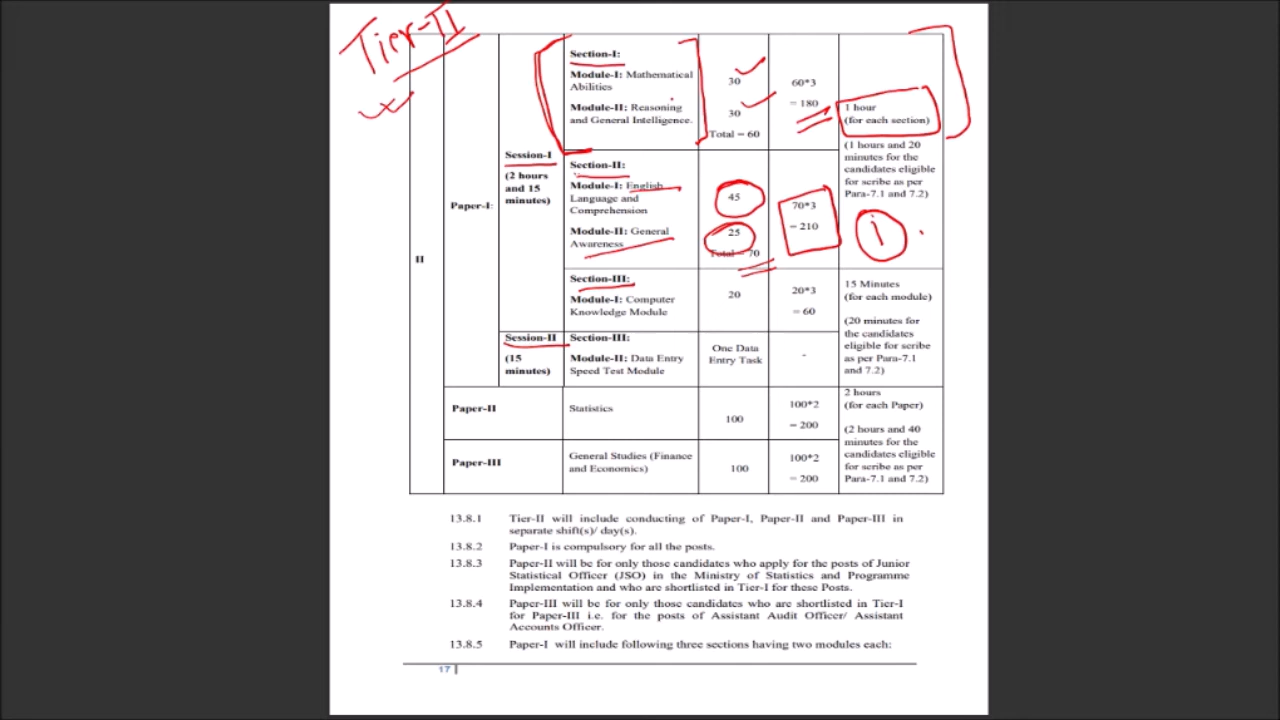 Tier-II
Section-I:
Module-I: Mathematical
Abilities
Module-II: Reasoning
and General Intelligence.
30
30
Total = 60
60*3
= 180
1 hour
(for each section)
(1 hours and 20
minutes for the
candidates eligible
for scribe as per
Para-7.1 and 7.2)
Session-I
(2 hours
and 15
minutes)
Paper-I:
Section-II:
Module-I: English
Language and
Comprehension
Module-II: General
Awareness
45
25
Total = 70
70*3
= 210
i
II
Section-III:
Module-I: Computer
Knowledge Module
20
20*3
= 60
15 Minutes
(for each module)
(20 minutes for
the candidates
eligible for scribe
as per Para-7.1
and 7.2)
Session-II
(15
minutes)
Section-III:
Module-II: Data Entry
Speed Test Module
One Data
Entry Task
-
Paper-II
Statistics
100
100*2
= 200
2 hours
(for each Paper)
(2 hours and 40
minutes for the
candidates eligible
for scribe as per
Para-7.1 and 7.2)
Paper-III
General Studies (Finance
and Economics)
100
100*2
= 200
13.8.1 Tier-II will include conducting of Paper-I, Paper-II and Paper-III in
separate shift(s)/ day(s).
13.8.2 Paper-I is compulsory for all the posts.
13.8.3 Paper-II will be for only those candidates who apply for the posts of Junior
Statistical Officer (JSO) in the Ministry of Statistics and Programme
Implementation and who are shortlisted in Tier-I for these Posts.
13.8.4 Paper-III will be for only those candidates who are shortlisted in Tier-I
for Paper-III i.e. for the posts of Assistant Audit Officer/ Assistant
Accounts Officer.
13.8.5 Paper-I will include following three sections having two modules each:
17 |